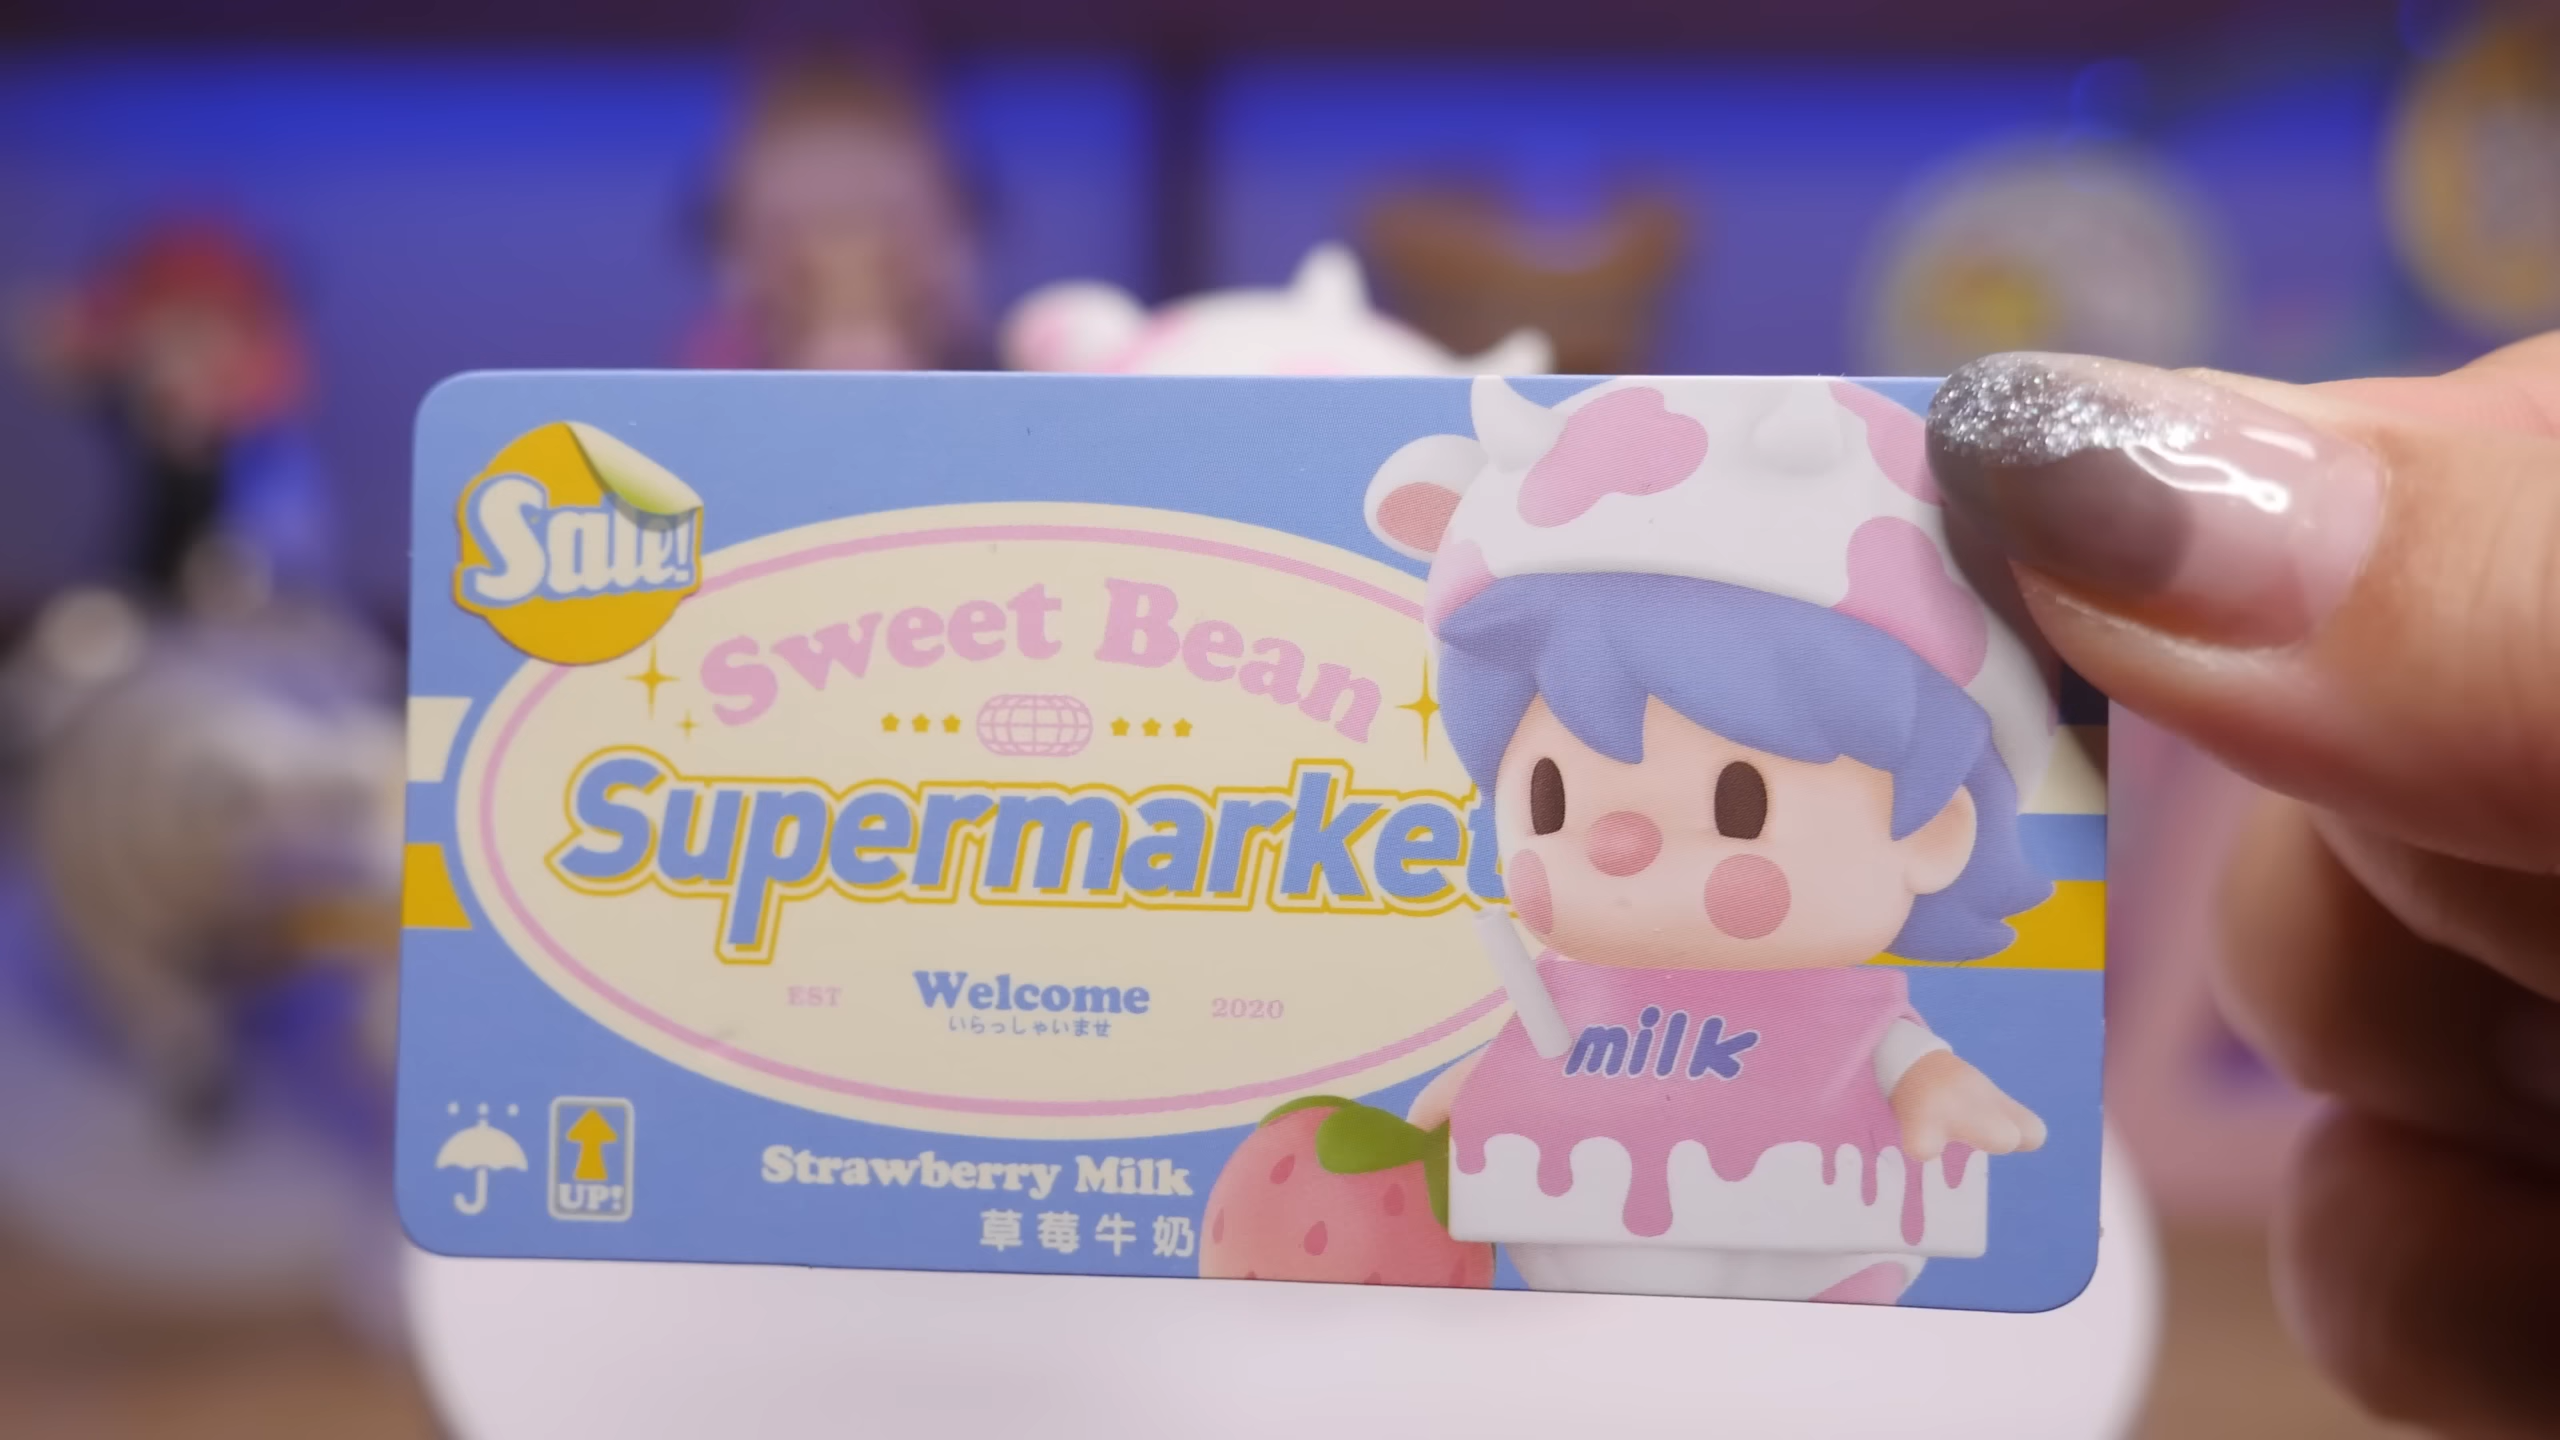 Sale!
Sweet Bean
Supermarket
EST
Welcome
2020
いらっしゃいませ
milk
UP!
Strawberry Milk
草莓牛奶